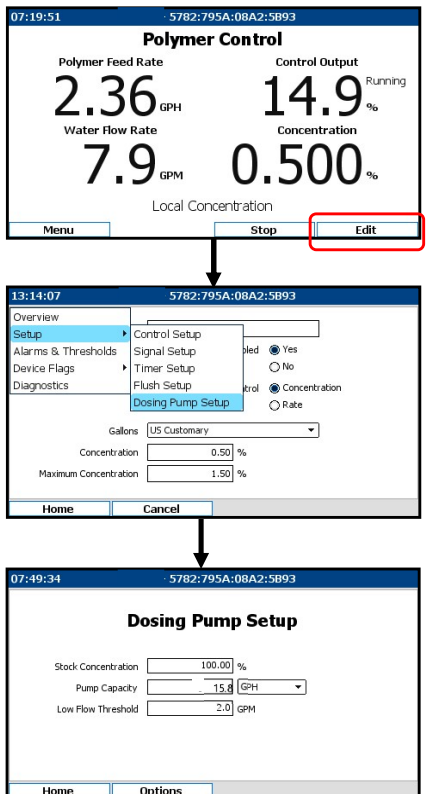 07:19:51 5782:795A:08A2:5B93
Polymer Control
Polymer Feed Rate Control Output
2.36 GPH 14.9 % Running
Water Flow Rate Concentration
7.9 GPM 0.500 %
Local Concentration
Menu Stop Edit
13:14:07 5782:795A:08A2:5B93
Overview
Setup Control Setup
Alarms & Thresholds Signal Setup bled Yes
Device Flags Timer Setup No
Diagnostics Flush Setup trol Concentration
Dosing Pump Setup Rate
Gallons US Customary
Concentration 0.50 %
Maximum Concentration 1.50 %
Home Cancel
07:49:34 5782:795A:08A2:5B93
Dosing Pump Setup
Stock Concentration 100.00 %
Pump Capacity 15.8 GPH
Low Flow Threshold 2.0 GPM
Home Options